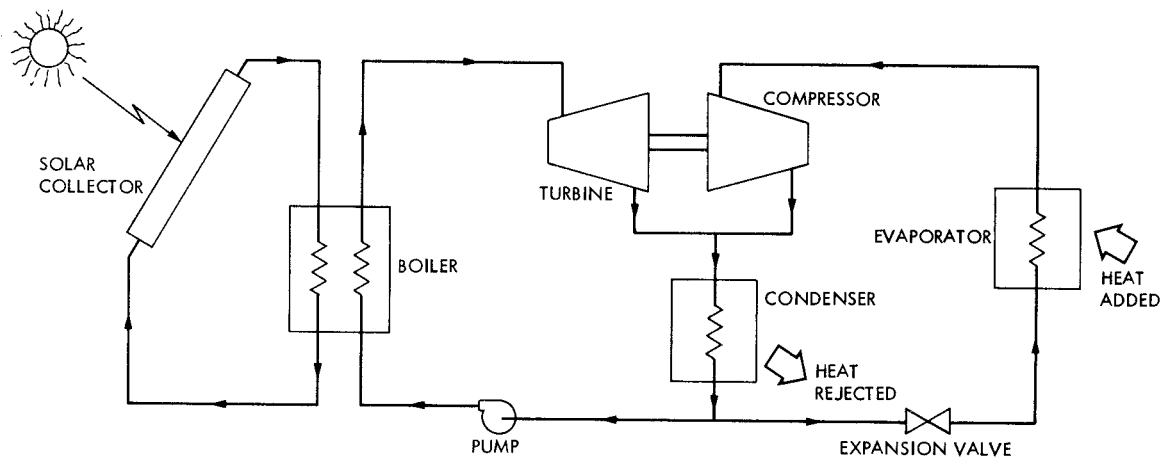 SOLAR
COLLECTOR
BOILER
TURBINE
COMPRESSOR
EVAPORATOR
HEAT
ADDED
CONDENSER
HEAT
REJECTED
PUMP
EXPANSION VALVE